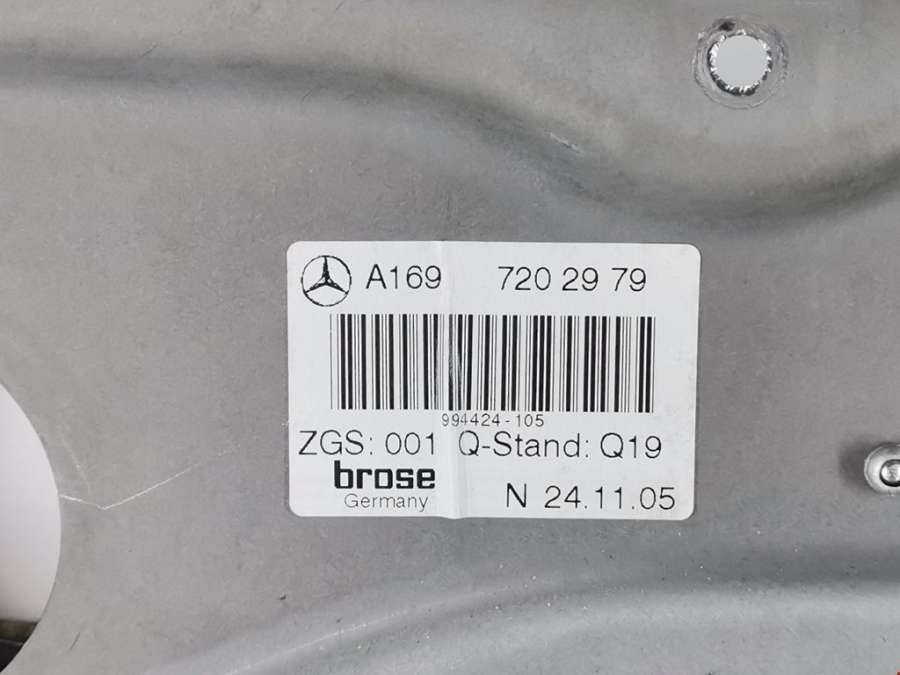 A169 720 29 79
994424-105
ZGS: 001 Q-Stand: Q19
brose
Germany
N 24.11.05